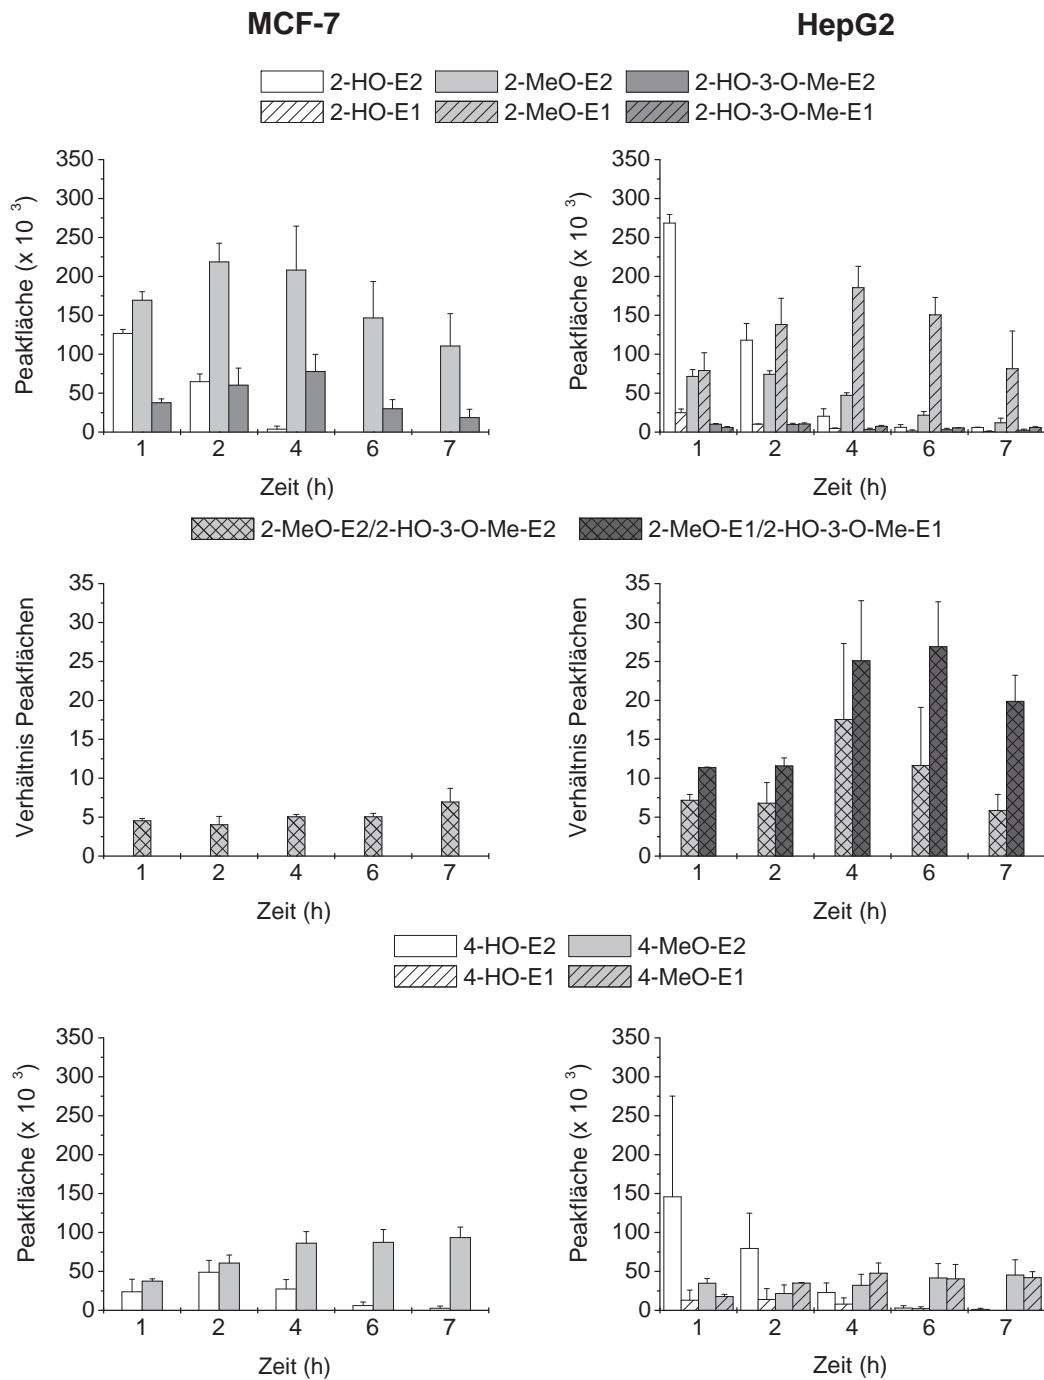 MCF-7 HepG2
2-HO-E2 2-MeO-E2 2-HO-3-O-Me-E2
2-HO-E1 2-MeO-E1 2-HO-3-O-Me-E1
Peakfläche (x 10 3)
350
300
250
200
150
100
50
0
1 2 4 6 7
Zeit (h)
Peakfläche (x 10 3)
350
300
250
200
150
100
50
0
1 2 4 6 7
Zeit (h)
2-MeO-E2/2-HO-3-O-Me-E2 2-MeO-E1/2-HO-3-O-Me-E1
Verhältnis Peakflächen
35
30
25
20
15
10
5
0
1 2 4 6 7
Zeit (h)
Verhältnis Peakflächen
35
30
25
20
15
10
5
0
1 2 4 6 7
Zeit (h)
4-HO-E2 4-MeO-E2
4-HO-E1 4-MeO-E1
Peakfläche (x 10 3)
350
300
250
200
150
100
50
0
1 2 4 6 7
Zeit (h)
Peakfläche (x 10 3)
350
300
250
200
150
100
50
0
1 2 4 6 7
Zeit (h)